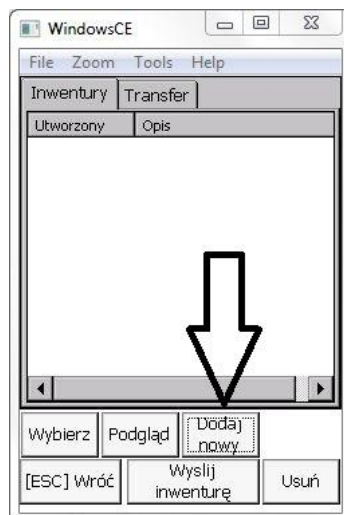 WindowsCE
File Zoom Tools Help
Inwentury Transfer
Utworzony Opis
Wybierz Podgląd Dodaj nowy
[ESC] Wróć Wyslij inwenturę Usuń